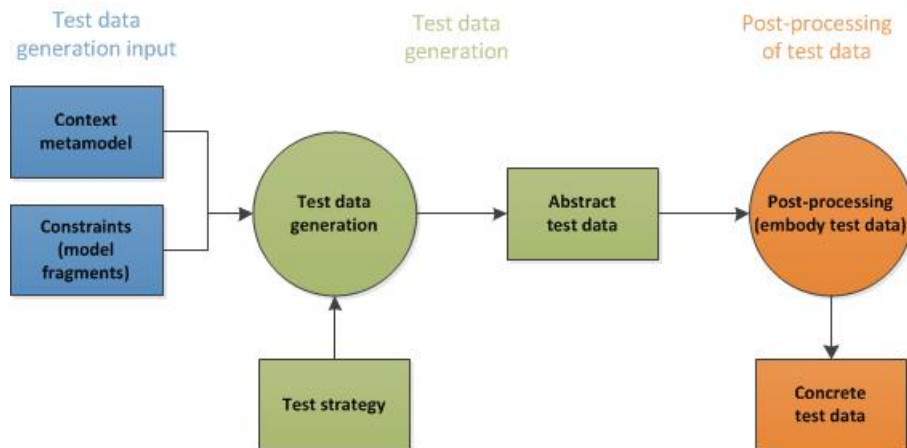 Test data
generation input
Test data
generation
Post-processing
of test data
Context
metamodel
Constraints
(model
fragments)
Test data
generation
Abstract
test data
Post-processing
(embody test data)
Test strategy
Concrete
test data